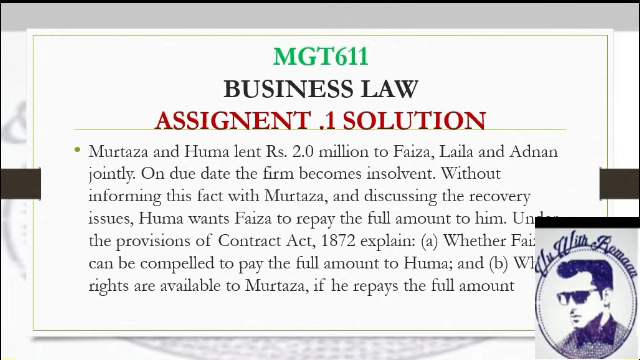 MGT611
BUSINESS LAW
ASSIGNENT .1 SOLUTION
• Murtaza and Huma lent Rs. 2.0 million to Faiza, Laila and Adnan
jointly. On due date the firm becomes insolvent. Without
informing this fact with Murtaza, and discussing the recovery
issues, Huma wants Faiza to repay the full amount to him.
the provisions of Contract Act, 1872 explain: (a) Whether
can be compelled to pay the full amount to Huma; and (b)
rights are available to Murtaza, if he repays the full amount